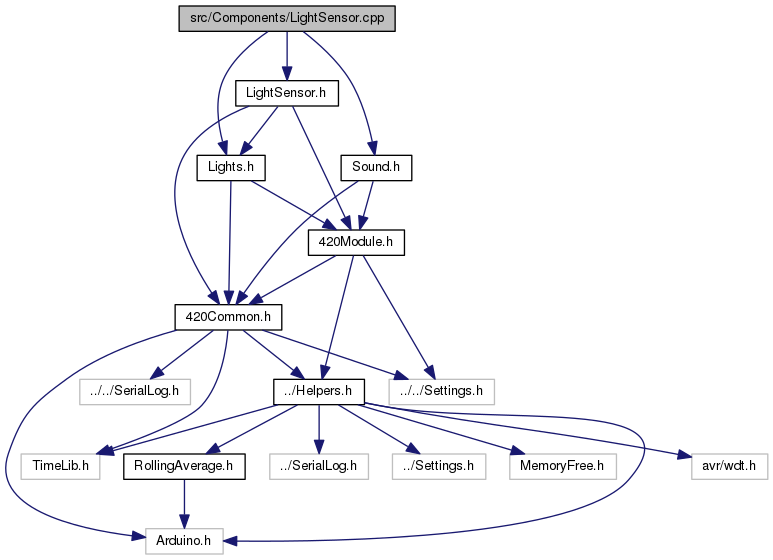 src/Components/LightSensor.cpp
LightSensor.h
Lights.h
Sound.h
420Module.h
420Common.h
../../SerialLog.h
../Helpers.h
../../Settings.h
TimeLib.h
RollingAverage.h
../SerialLog.h
../Settings.h
MemoryFree.h
avr/wdt.h
Arduino.h